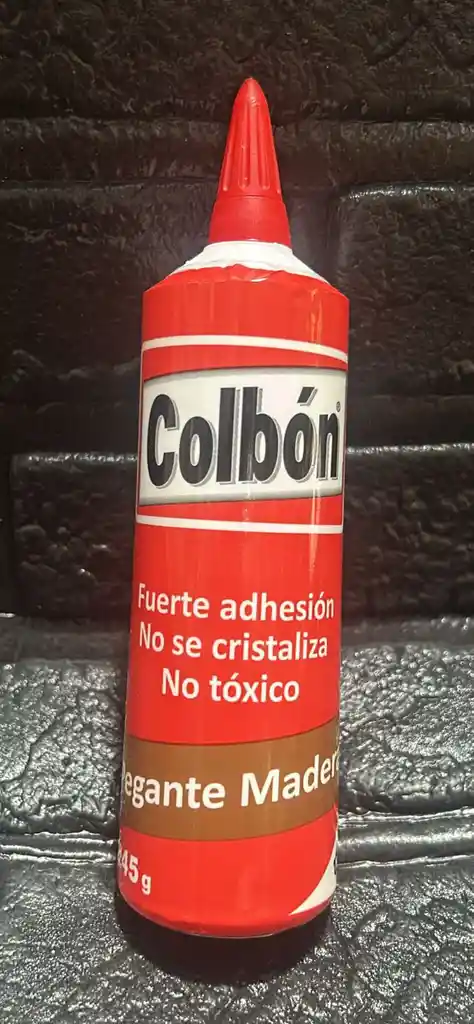 Colbón®
Fuerte adhesión
No se cristaliza
No tóxico
egante Mader
45 g